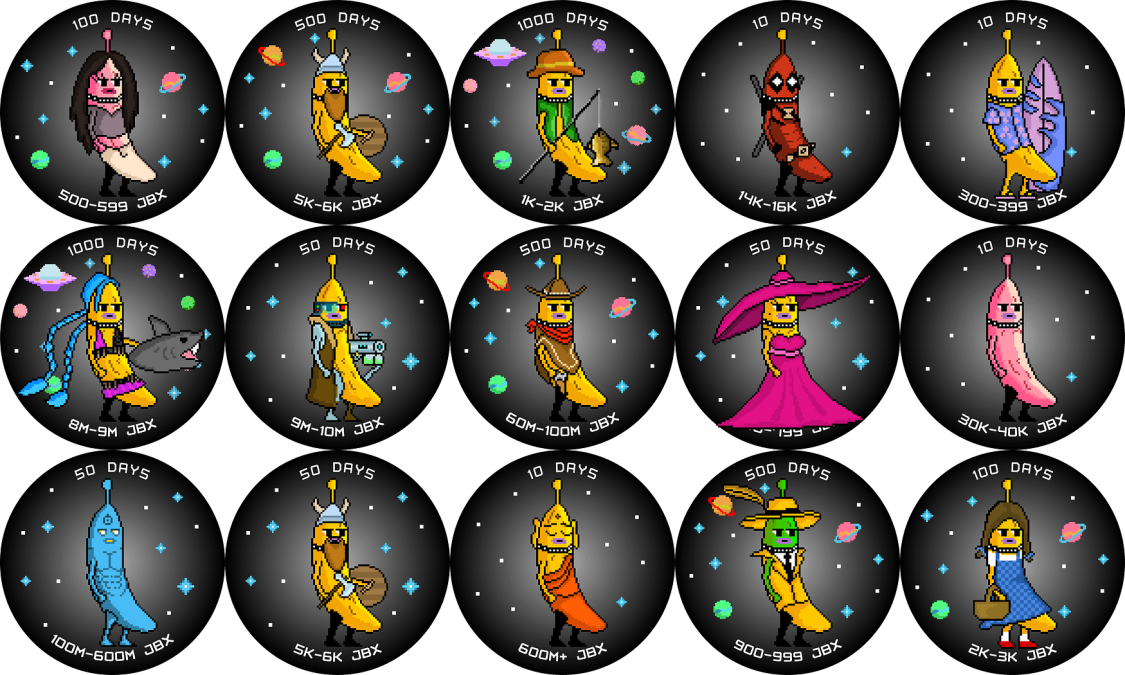 100 DAYS
500-599 JBX
500 DAYS
5K-6K JBX
1000 DAYS
1K-2K JBX
10 DAYS
14K-16K JBX
10 DAYS
300-399 JBX
1000 DAYS
8M-9M JBX
50 DAYS
9M-10M JBX
500 DAYS
60M-100M JBX
50 DAYS
10 DAYS
30K-40K JBX
50 DAYS
100M-600M JBX
50 DAYS
5K-6K JBX
10 DAYS
600M+ JBX
500 DAYS
900-999 JBX
100 DAYS
2K-3K JBX